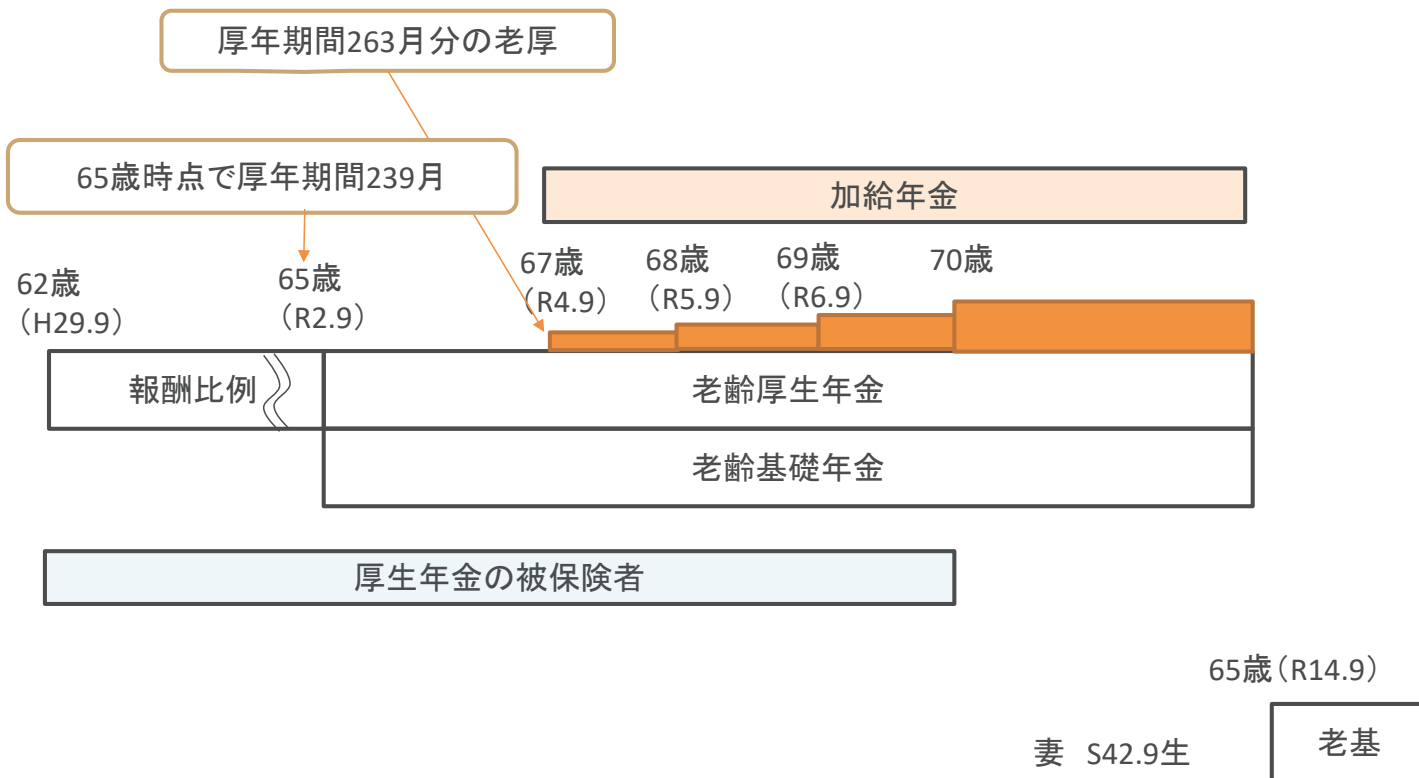 厚年期間263月分の老厚
65歳時点で厚年期間239月
加給年金
62歳
（H29.9）
65歳
（R2.9）
67歳
（R4.9）
68歳
（R5.9）
69歳
（R6.9）
70歳
報酬比例
老齢厚生年金
老齢基礎年金
厚生年金の被保険者
65歳（R14.9）
妻 S42.9生
老基